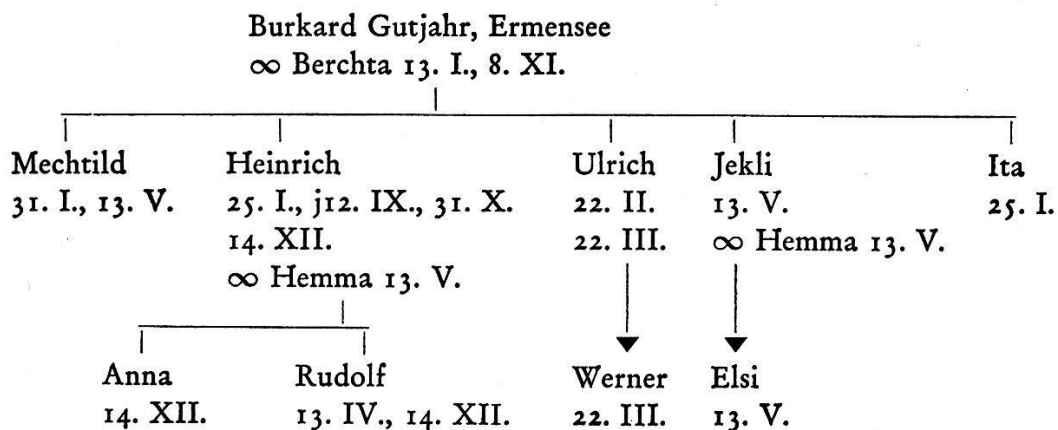 Burkard Gutjahr, Ermensee
∞ Berchta 13. I., 8. XI.
Mechtild Heinrich Ulrich Jekli Ita
31. I., 13. V. 25. I., j12. IX., 31. X. 22. II. 13. V. 25. I.
14. XII. 22. III. ∞ Hemma 13. V.
∞ Hemma 13. V.
Anna Rudolf Werner Elsi
14. XII. 13. IV., 14. XII. 22. III. 13. V.